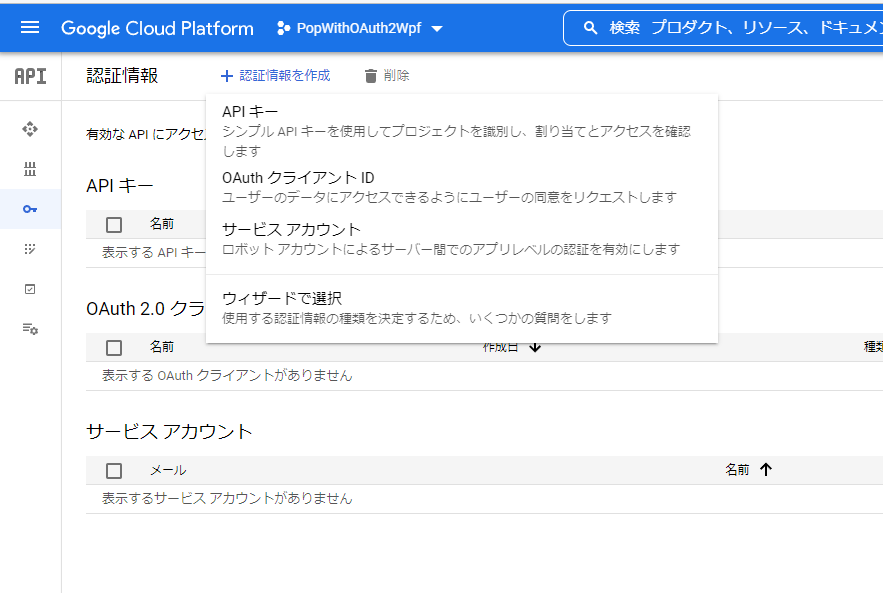 Google Cloud Platform PopWithOAuth2Wpf 検索 プロダクト、リソース、ドキュメン
API 認証情報 認証情報を作成 削除
有効な API にアクセ
API キー
シンプル API キーを使用してプロジェクトを識別し、割り当てとアクセスを確認
します
OAuth クライアント ID
ユーザーのデータにアクセスできるようにユーザーの同意をリクエストします
サービス アカウント
ロボット アカウントによるサーバー間でのアプリレベルの認証を有効にします
ウィザードで選択
使用する認証情報の種類を決定するため、いくつかの質問をします
API キー
名前
表示する API キー
OAuth 2.0 クラ
名前 作成日 種類
表示する OAuth クライアントがありません
サービス アカウント
メール 名前
表示するサービス アカウントがありません